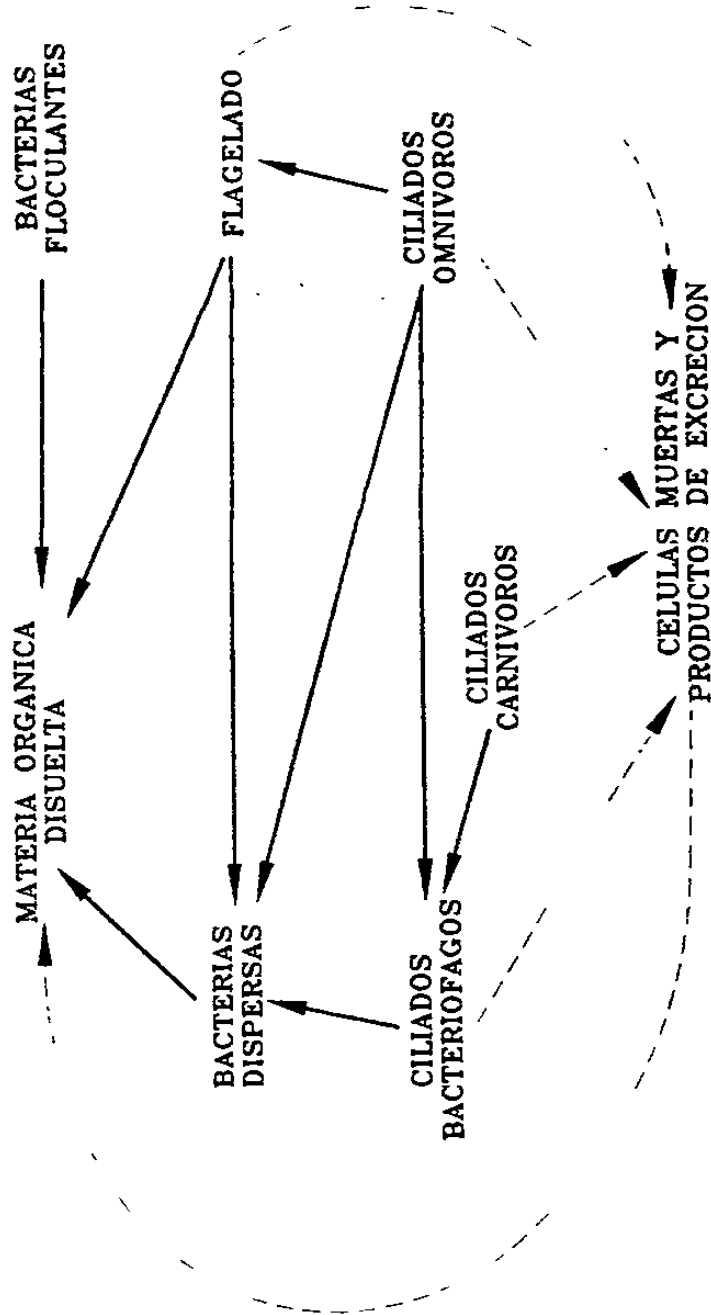 MATERIA ORGANICA
DISUELTA
BACTERIAS
FLOCULANTES
BACTERIAS
DISPERSAS
FLAGELADO
CILIADOS
BACTERIOFAGOS
CILIADOS
CARNIVOROS
CILIADOS
OMNIVOROS
CELULAS MUERTAS Y
PRODUCTOS DE EXCRECION